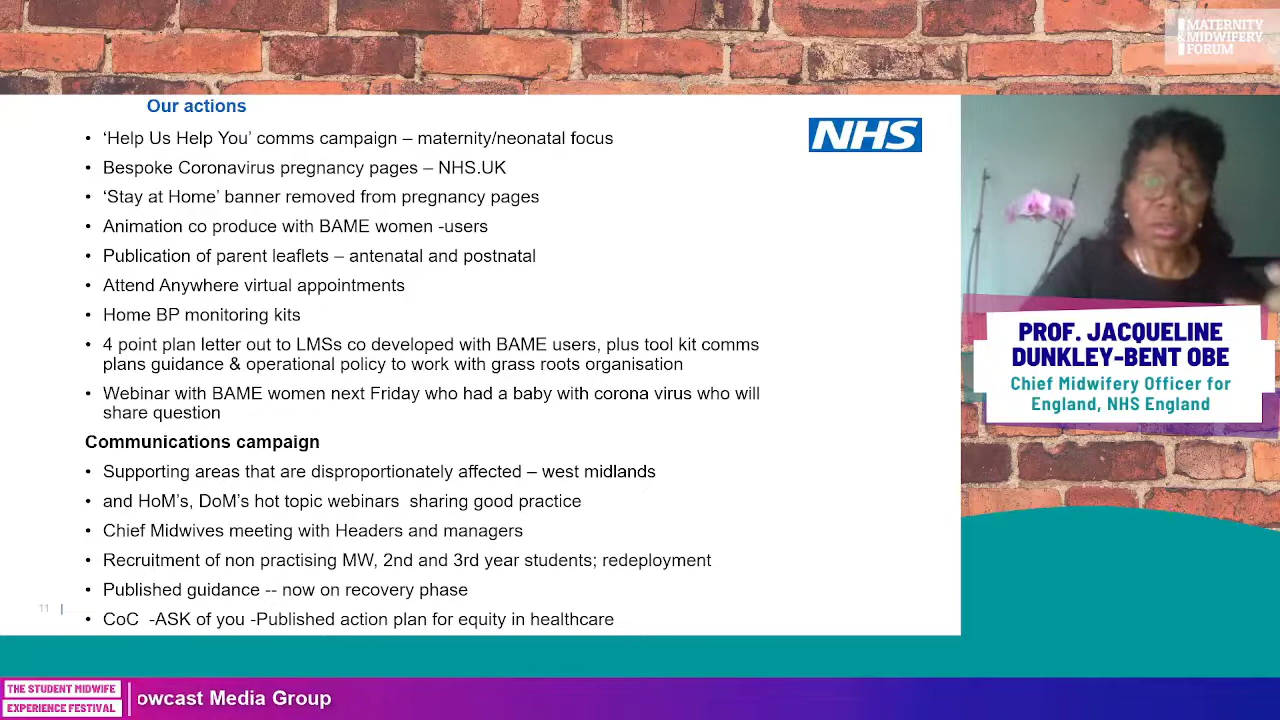 MATERNITY
& MIDWIFERY
FORUM
Our actions
NHS
• ‘Help Us Help You’ comms campaign – maternity/neonatal focus
• Bespoke Coronavirus pregnancy pages – NHS.UK
• ‘Stay at Home’ banner removed from pregnancy pages
• Animation co produce with BAME women -users
• Publication of parent leaflets – antenatal and postnatal
• Attend Anywhere virtual appointments
• Home BP monitoring kits
• 4 point plan letter out to LMSs co developed with BAME users, plus tool kit comms
plans guidance & operational policy to work with grass roots organisation
• Webinar with BAME women next Friday who had a baby with corona virus who will
share question
Communications campaign
• Supporting areas that are disproportionately affected – west midlands
• and HoM’s, DoM’s hot topic webinars  sharing good practice
• Chief Midwives meeting with Headers and managers
• Recruitment of non practising MW, 2nd and 3rd year students; redeployment
• Published guidance -- now on recovery phase
• CoC  -ASK of you -Published action plan for equity in healthcare
11 |
PROF. JACQUELINE
DUNKLEY-BENT OBE
Chief Midwifery Officer for
England, NHS England
THE STUDENT MIDWIFE
EXPERIENCE FESTIVAL
owcast Media Group